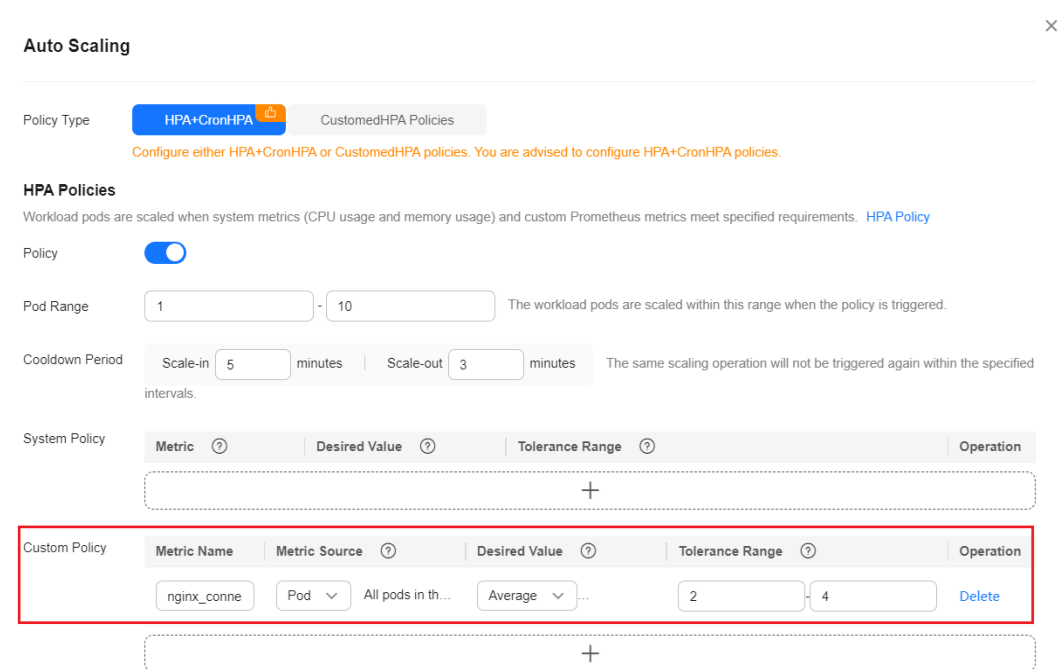 Auto Scaling
Policy Type
HPA+CronHPA
CustomedHPA Policies
Configure either HPA+CronHPA or CustomedHPA policies. You are advised to configure HPA+CronHPA policies.
HPA Policies
Workload pods are scaled when system metrics (CPU usage and memory usage) and custom Prometheus metrics meet specified requirements. HPA Policy
Policy
Pod Range 1 - 10 The workload pods are scaled within this range when the policy is triggered.
Cooldown Period Scale-in 5 minutes Scale-out 3 minutes The same scaling operation will not be triggered again within the specified
intervals.
System Policy Metric ? Desired Value ? Tolerance Range ? Operation
+
Custom Policy Metric Name Metric Source ? Desired Value ? Tolerance Range ? Operation
nginx_conne Pod All pods in th... Average ... 2 - 4 Delete
+